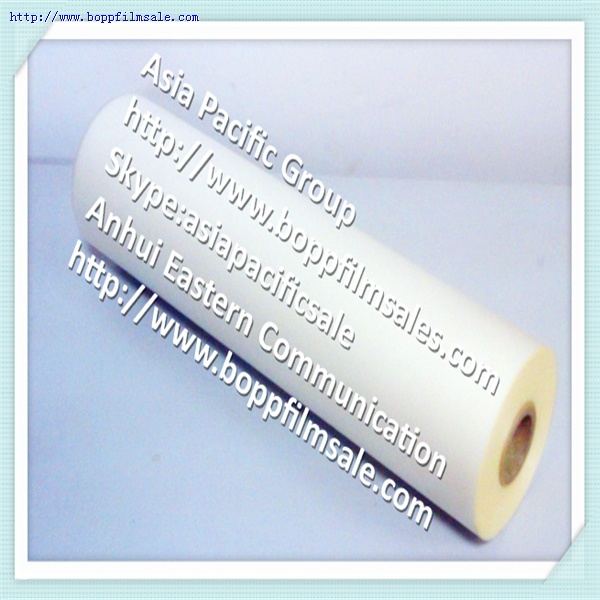 http://www.boppfilmsale.com
Asia Pacific Group
http://www.boppfilmsales.com
Skype:asiapacificsale
Anhui Eastern Communication
http://www.boppfilmsale.com